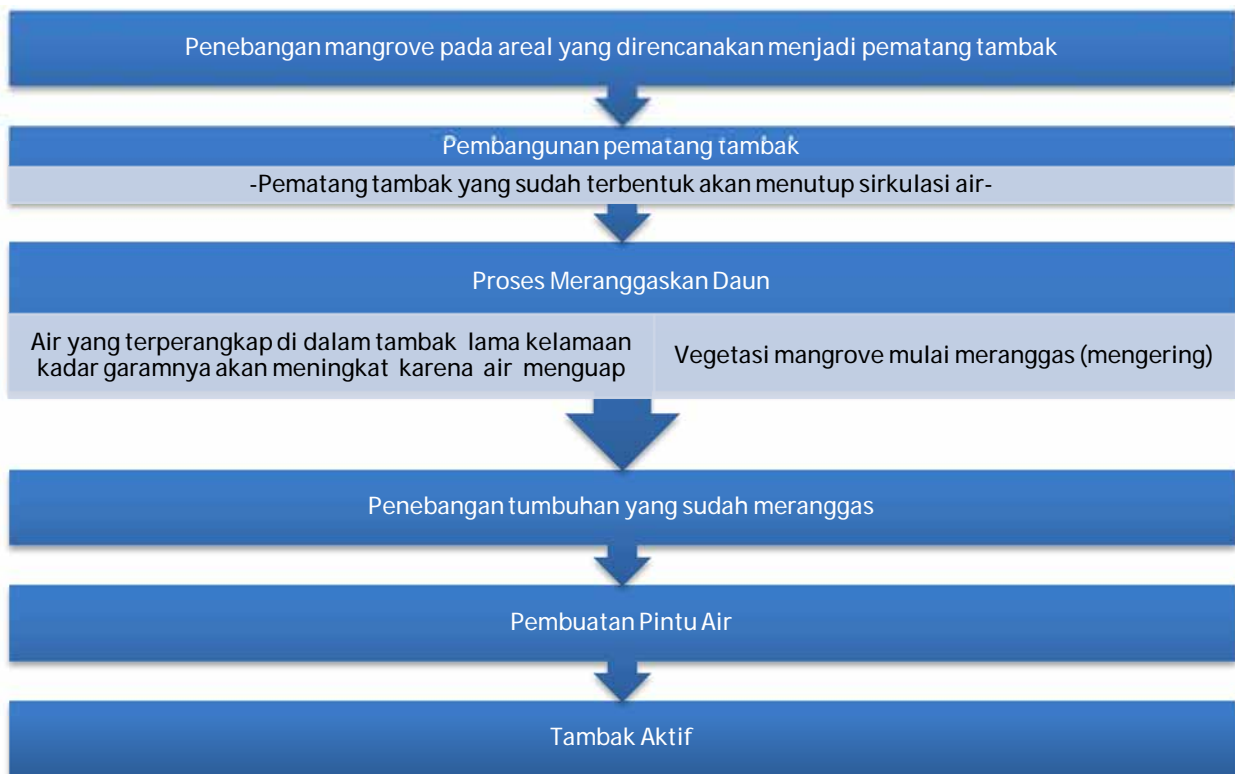 Penebangan mangrove pada areal yang direncanakan menjadi pematang tambak
Pembangunan pematang tambak
-Pematang tambak yang sudah terbentuk akan menutup sirkulasi air-
Proses Meranggaskan Daun
Air yang terperangkap di dalam tambak lama kelamaan
kadar garamnya akan meningkat karena air menguap
Vegetasi mangrove mulai meranggas (mengering)
Penebangan tumbuhan yang sudah meranggas
Pembuatan Pintu Air
Tambak Aktif